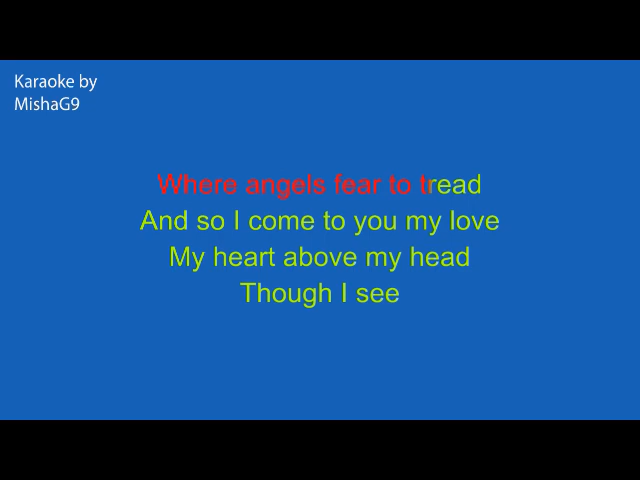 Karaoke by
MishaG9
Where angels fear to tread
And so I come to you my love
My heart above my head
Though I see